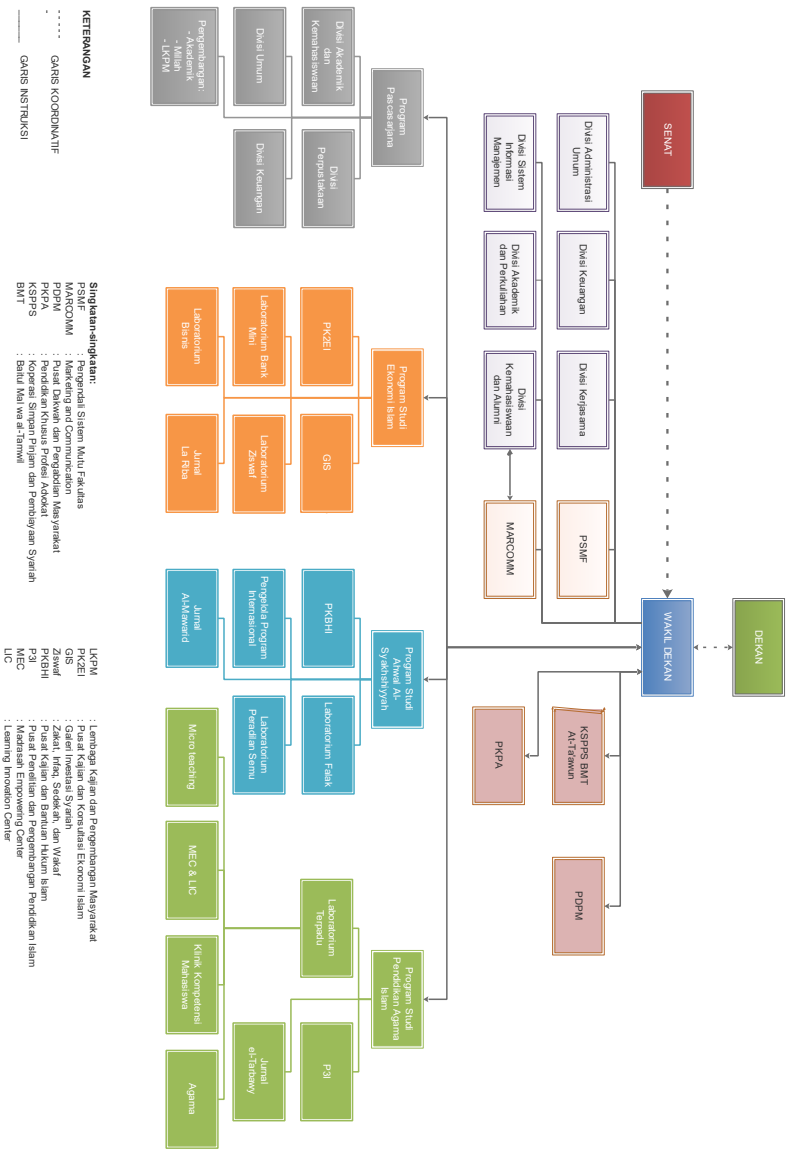 DEKAN
SENAT
WAKIL DEKAN
Divisi Administrasi
Umum
Divisi Keuangan
Divisi Kerjasama
PSMF
KSPPS BMT
At-Ta'awun
PDPM
Divisi Sistem
Informasi
Manajemen
Divisi Akademik
dan Perkuliahan
Divisi
Kemahasiswaan
dan Alumni
MARCOMM
PKPA
Program
Pascasarjana
Program Studi
Ekonomi Islam
Program Studi
Ahwal Al-
Syakhshiyyah
Program Studi
Pendidikan Agama
Islam
Divisi Akademik
dan
Kemahasiswaan
Divisi
Perpustakaan
PK2EI
GIS
PKBHI
Laboratorium Falak
Laboratorium
Terpadu
P3I
Divisi Umum
Divisi Keuangan
Laboratorium Bank
Mini
Laboratorium
Ziswaf
Pengelola Program
Internasional
Laboratorium
Peradilan Semu
Jurnal
el-Tarbawy
Pengembangan:
- Akademik
- Millah
- LKPM
Laboratorium
Bisnis
Jurnal
La Riba
Jurnal
Al-Mawarid
Micro teaching
MEC & LIC
Klinik Kompetensi
Mahasiswa
Agama
KETERANGAN
- - - - -
- GARIS KOORDINATIF
______ GARIS INSTRUKSI
Singkatan-singkatan:
PSMF : Pengendali Sistem Mutu Fakultas
MARCOMM : Marketing and Communication
PDPM : Pusat Dakwah dan Pengabdian Masyarakat
PKPA : Pendidikan Khusus Profesi Advokat
KSPPS : Koperasi Simpan Pinjam dan Pembiayaan Syariah
BMT : Baitul Mal wa al-Tamwil
LKPM : Lembaga Kajian dan Pengembangan Masyarakat
PK2EI : Pusat Kajian dan Konsultasi Ekonomi Islam
GIS : Galeri Investasi Syariah
Ziswaf : Zakat, Infaq, Sedekah, dan Wakaf
PKBHI : Pusat Kajian dan Bantuan Hukum Islam
P3I : Pusat Penelitian dan Pengembangan Pendidikan Islam
MEC : Madrasah Empowering Center
LIC : Learning Innovation Center